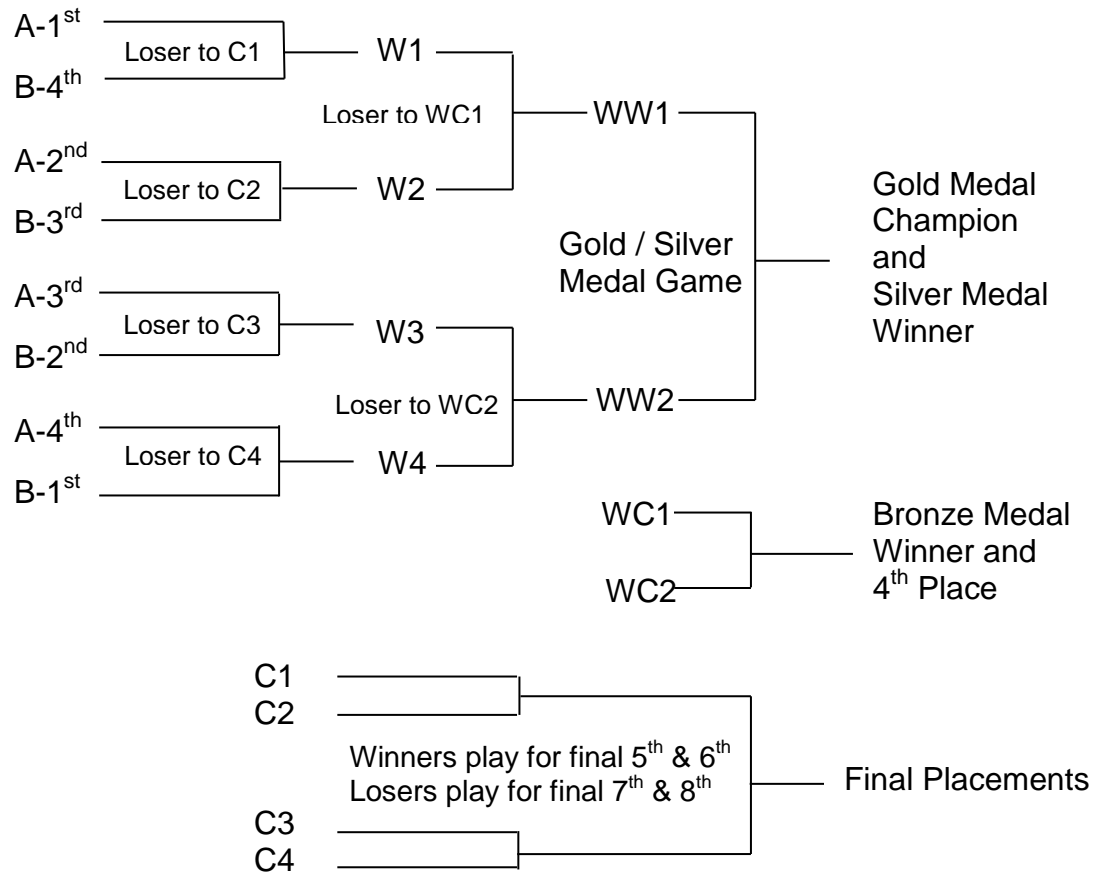 A-1st
Loser to C1
B-4th
W1
Loser to WC1
WW1
A-2nd
Loser to C2
B-3rd
W2
Gold / Silver
Medal Game
Gold Medal
Champion
and
Silver Medal
Winner
A-3rd
Loser to C3
B-2nd
W3
Loser to WC2
WW2
A-4th
Loser to C4
B-1st
W4
WC1
WC2
Bronze Medal
Winner and
4th Place
C1
C2
Winners play for final 5th & 6th
Losers play for final 7th & 8th
Final Placements
C3
C4